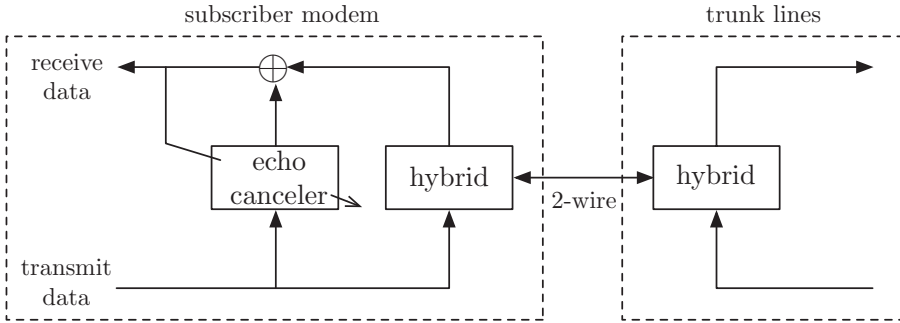 subscriber modem
trunk lines
receive
data
echo
canceler
hybrid
2-wire
hybrid
transmit
data